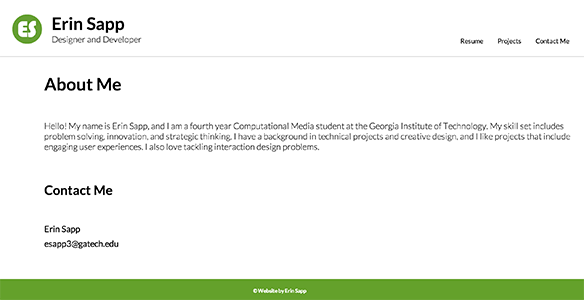 ES
Erin Sapp
Designer and Developer
Resume Projects Contact Me
About Me
Hello! My name is Erin Sapp, and I am a fourth year Computational Media student at the Georgia Institute of Technology. My skill set includes
problem solving, innovation, and strategic thinking. I have a background in technical projects and creative design, and I like projects that include
engaging user experiences. I also love tackling interaction design problems.
Contact Me
Erin Sapp
esapp3@gatech.edu
© Website by Erin Sapp